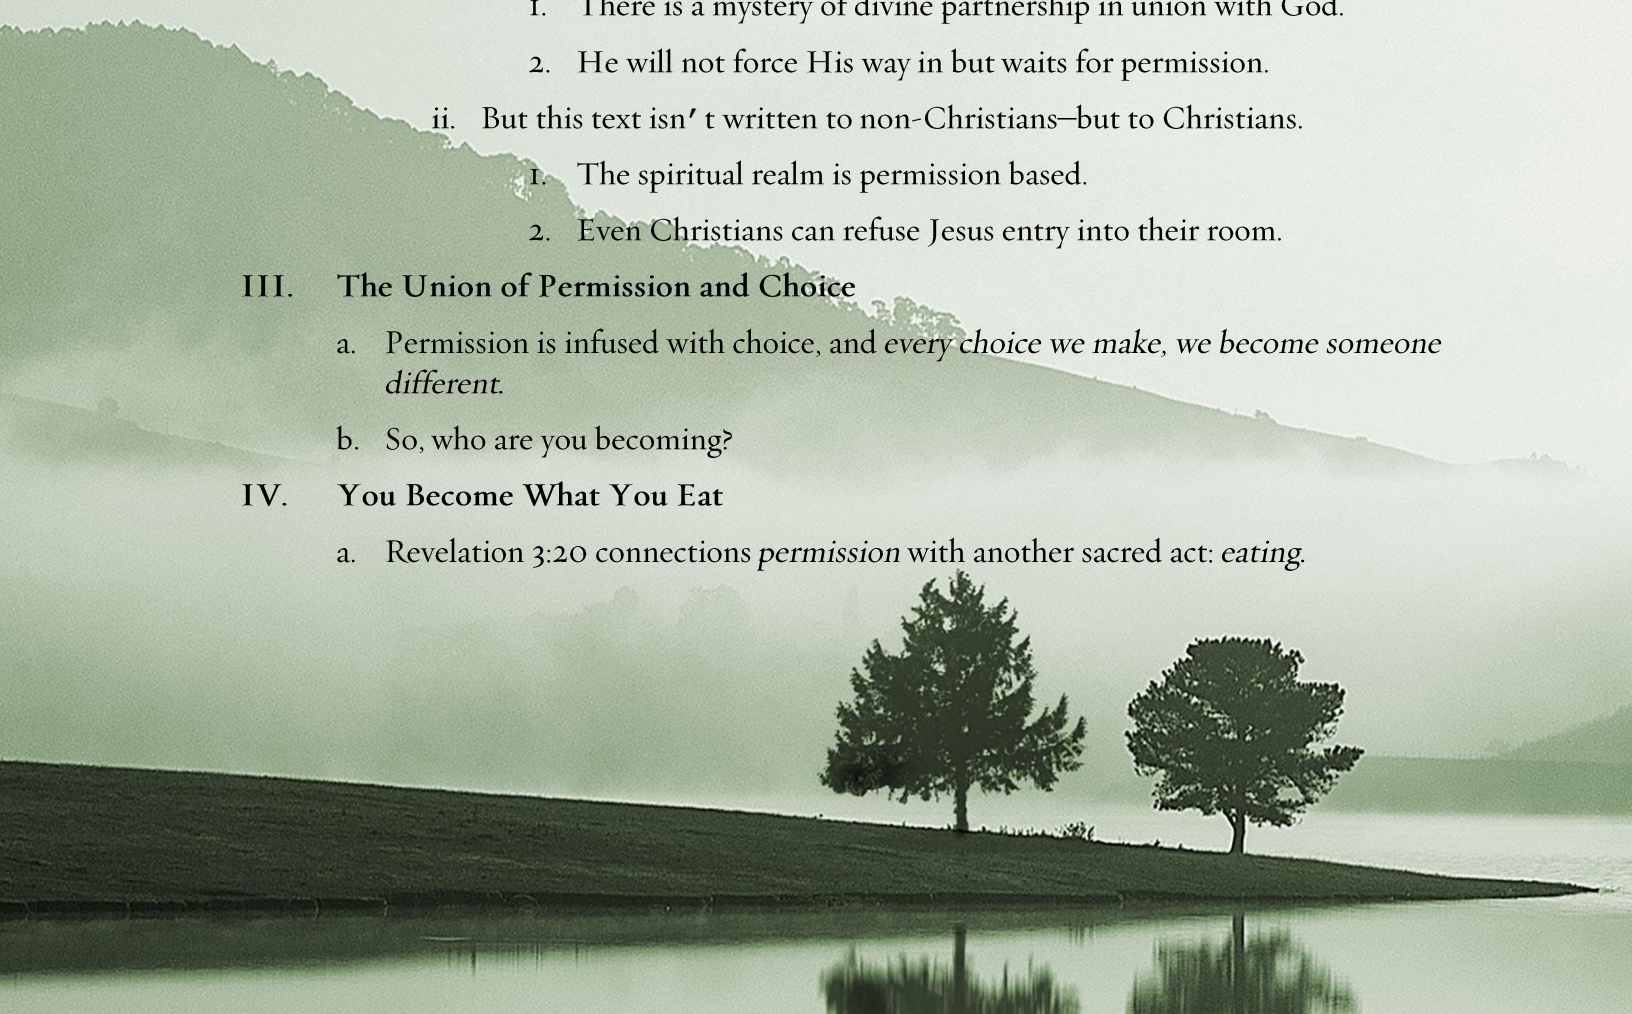 1. There is a mystery of divine partnership in union with God.
2. He will not force His way in but waits for permission.
ii. But this text isn't written to non-Christians—but to Christians.
1. The spiritual realm is permission based.
2. Even Christians can refuse Jesus entry into their room.
III. The Union of Permission and Choice
a. Permission is infused with choice, and every choice we make, we become someone
different.
b. So, who are you becoming?
IV. You Become What You Eat
a. Revelation 3:20 connections permission with another sacred act: eating.